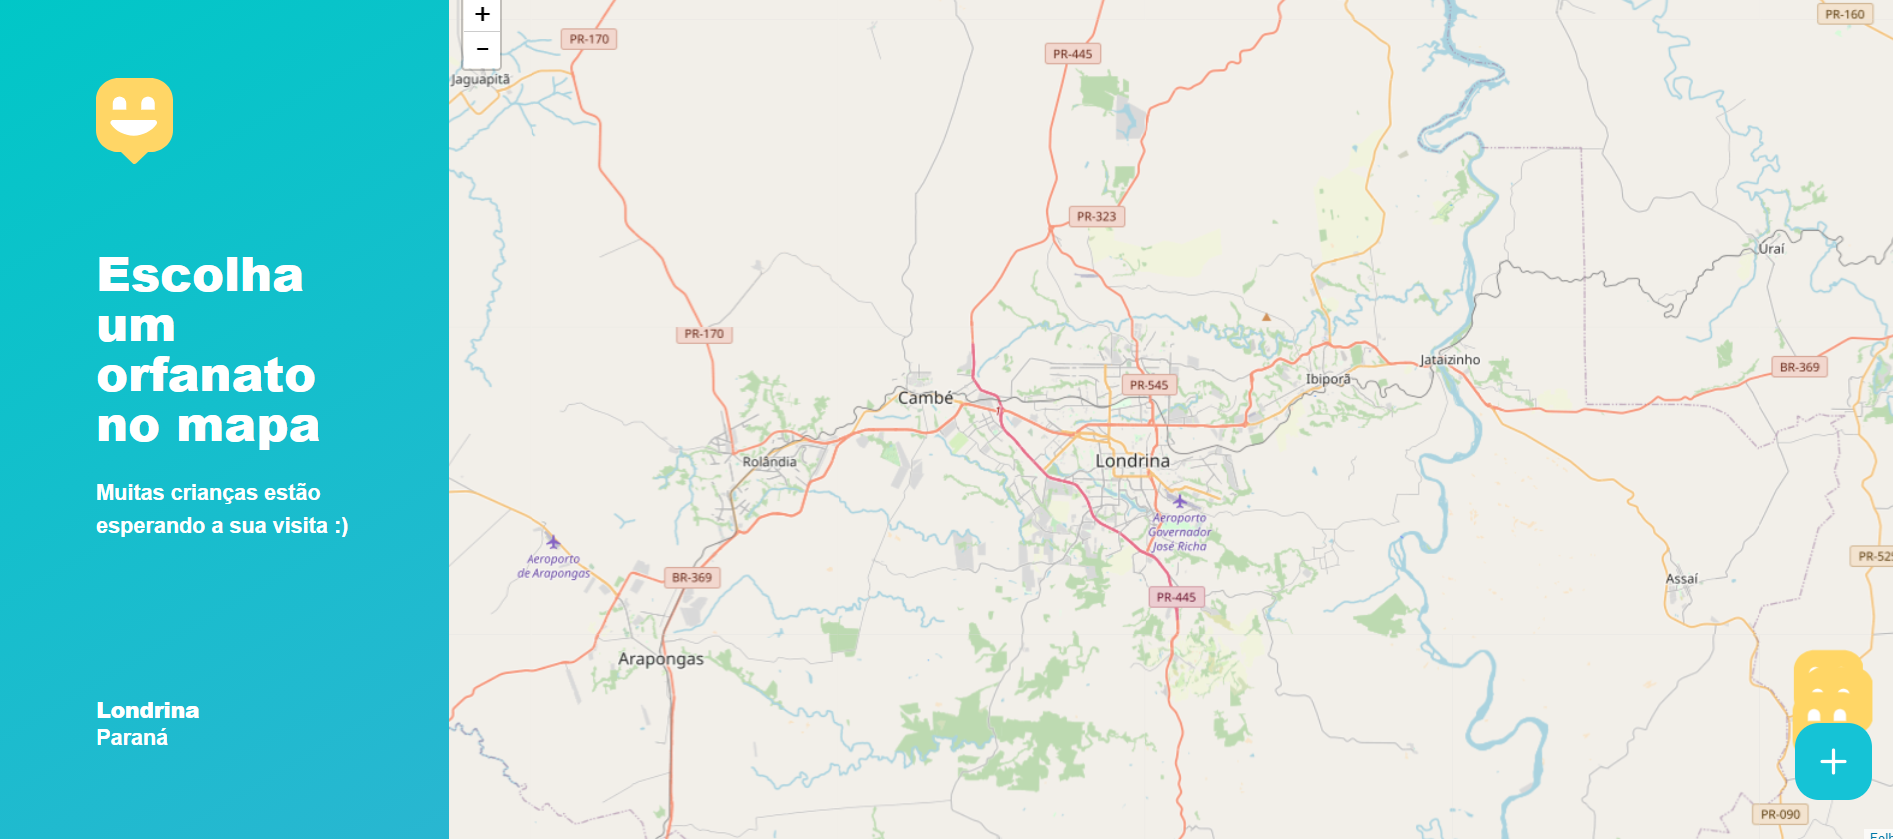 Escolha
um
orfanato
no mapa
Muitas crianças estão
esperando a sua visita :)
Londrina
Paraná
+
-
PR-170
PR-445
PR-160
Jaguapitã
PR-323
Uraí
PR-170
Jataizinho
BR-369
Ibiporã
PR-545
Cambé
Rolândia
Londrina
Aeroporto
Governador
José Richa
Aeroporto
de Arapongas
BR-369
PR-445
Assaí
Arapongas
PR-090
+